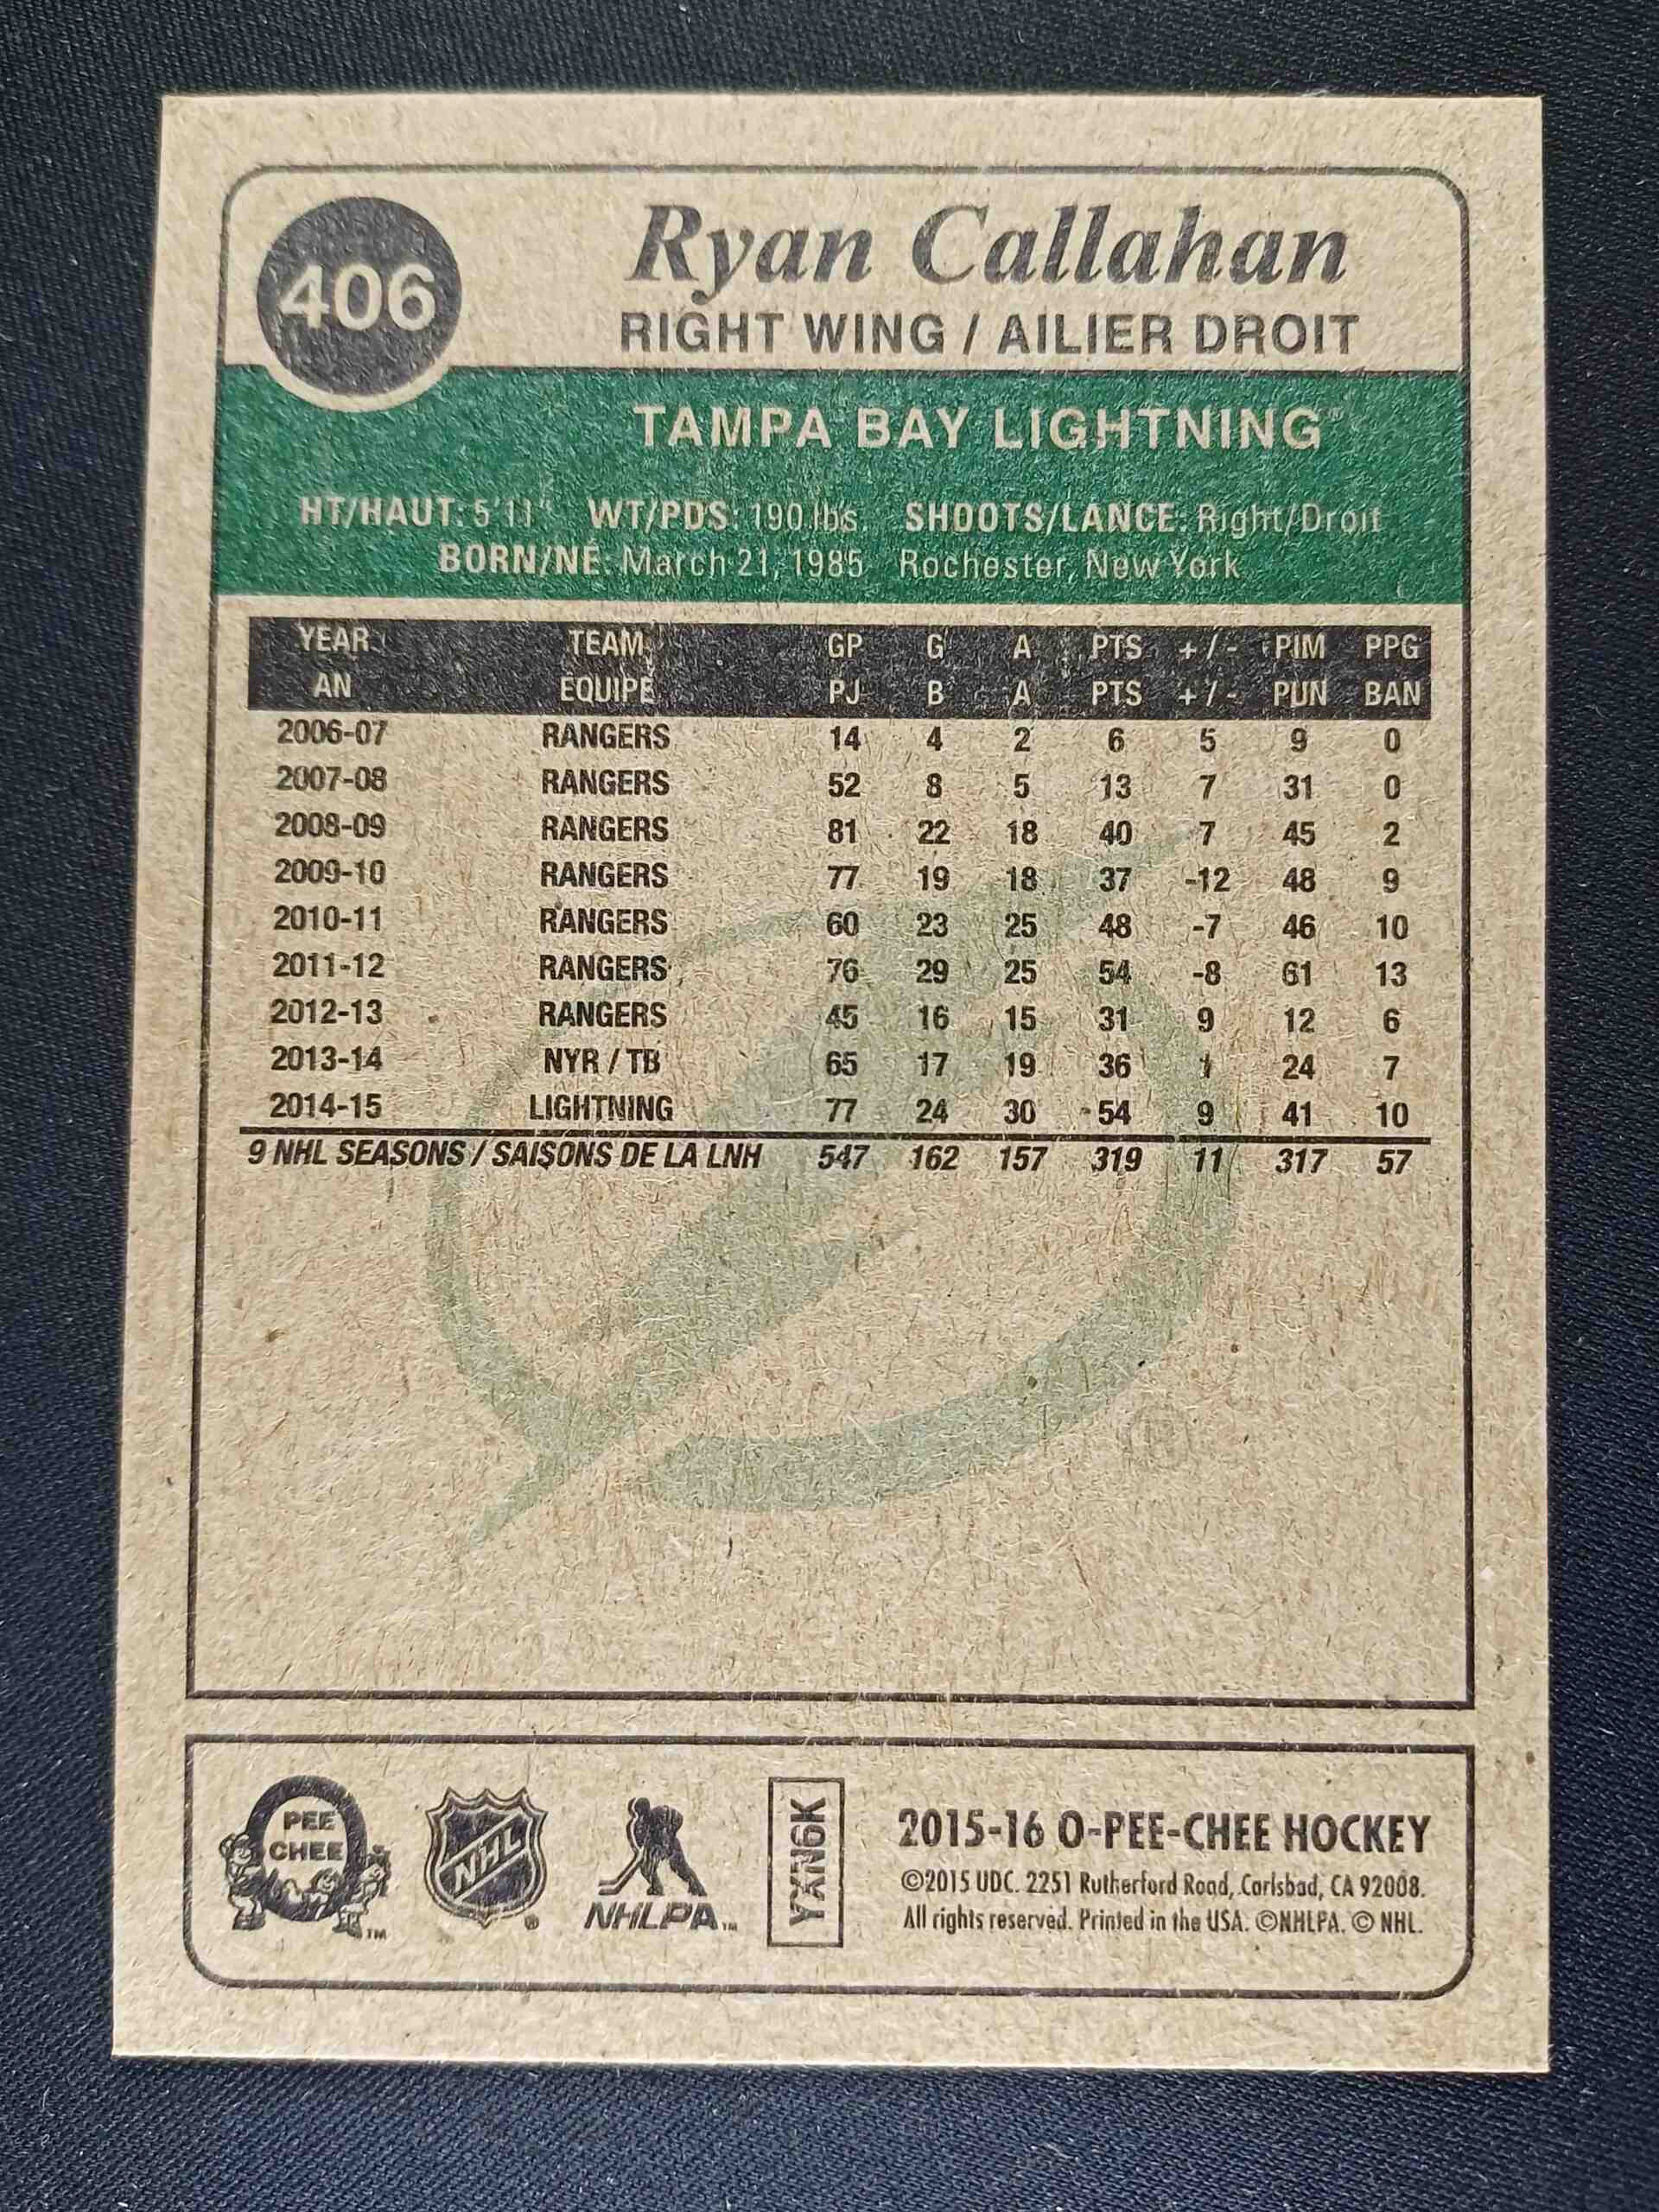 406
Ryan Callahan
RIGHT WING / AILIER DROIT
TAMPA BAY LIGHTNING™
HT/HAUT: 5'11" WT/PDS: 190 lbs. SHOOTS/LANCE: Right/Droit
BORN/NÉ: March 21, 1985 Rochester, New York
YEAR TEAM GP G A PTS +/- PIM PPG
AN EQUIPE PJ B A PTS +/- PUN BAN
2006-07 RANGERS 14 4 2 6 5 9 0
2007-08 RANGERS 52 8 5 13 7 31 0
2008-09 RANGERS 81 22 18 40 7 45 2
2009-10 RANGERS 77 19 18 37 -12 48 9
2010-11 RANGERS 60 23 25 48 -7 46 10
2011-12 RANGERS 76 29 25 54 -8 61 13
2012-13 RANGERS 45 16 15 31 9 12 6
2013-14 NYR / TB 65 17 19 36 1 24 7
2014-15 LIGHTNING 77 24 30 54 9 41 10
9 NHL SEASONS / SAISONS DE LA LNH 547 162 157 319 11 317 57
PEE
CHEE
™
NHL
®
NHLPA™
YXN6K
2015-16 O-PEE-CHEE HOCKEY
©2015 UDC. 2251 Rutherford Road, Carlsbad, CA 92008.
All rights reserved. Printed in the USA. ©NHLPA. © NHL.